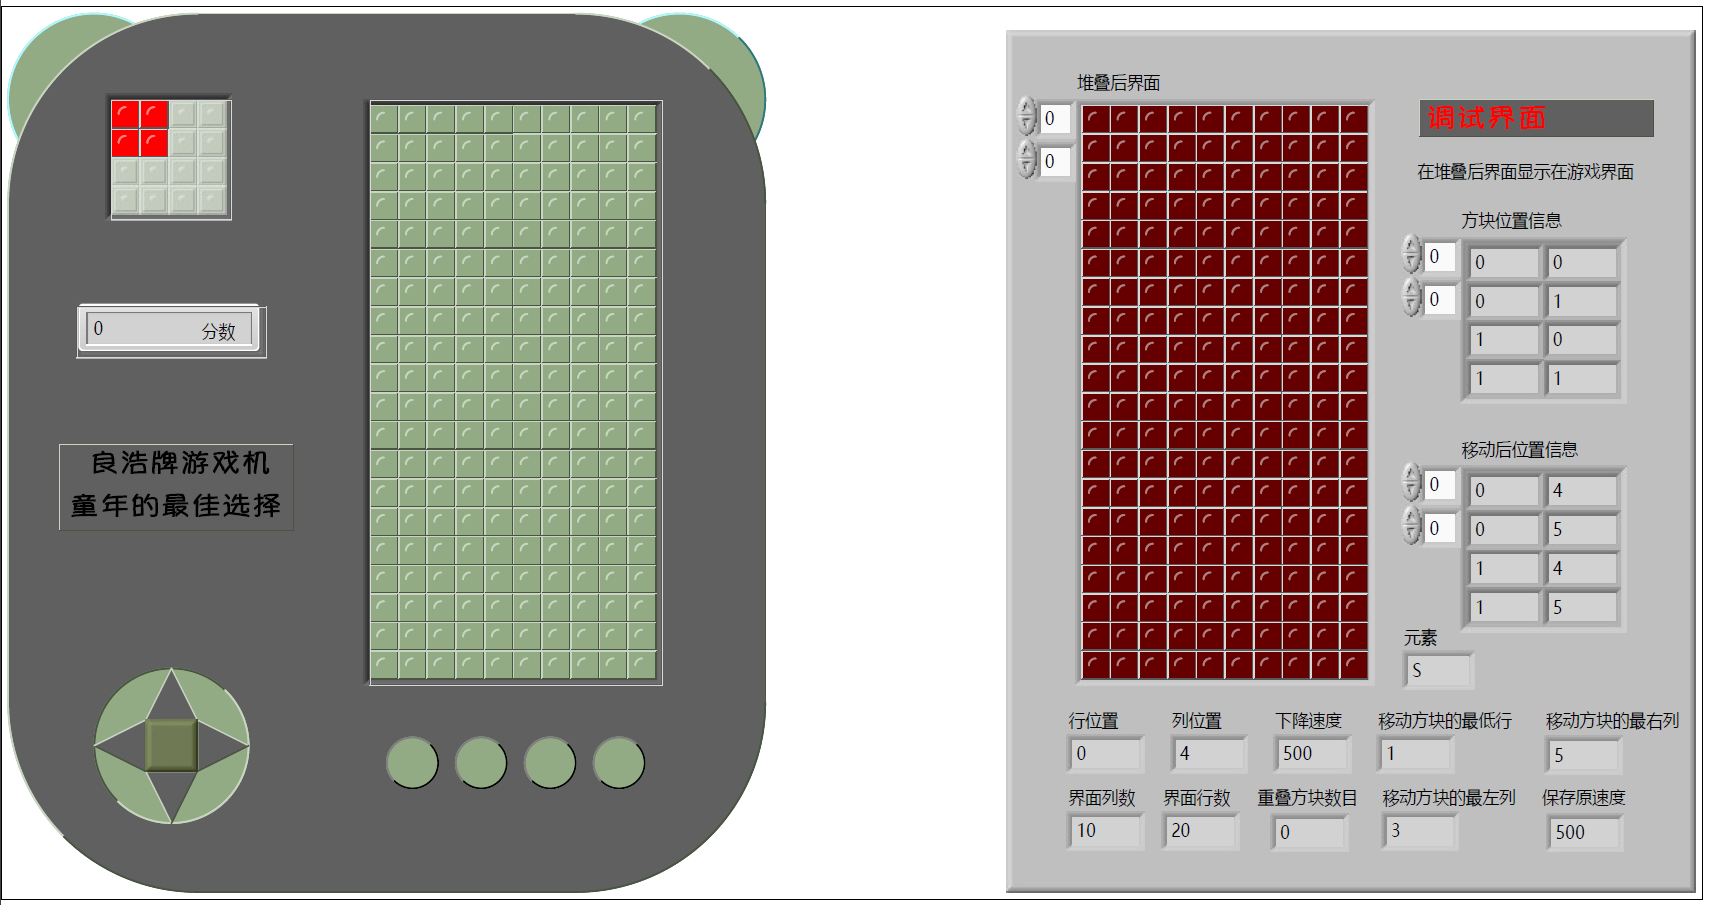 0
分数
良浩牌游戏机
童年的最佳选择
堆叠后界面
0
0
调试界面
在堆叠后界面显示在游戏界面
方块位置信息
0
0
0 0
0 1
1 0
1 1
移动后位置信息
0
0
0 4
0 5
1 4
1 5
元素
S
行位置 列位置 下降速度 移动方块的最低行 移动方块的最右列
0 4 500 1 5
界面列数 界面行数 重叠方块数目 移动方块的最左列 保存原速度
10 20 0 3 500